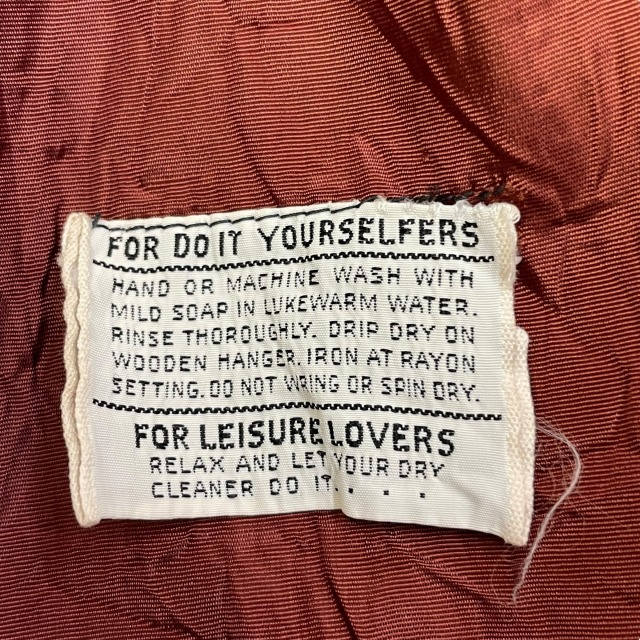 FOR DO IT YOURSELFERS
HAND OR MACHINE WASH WITH
MILD SOAP IN LUKEWARM WATER.
RINSE THOROUGHLY. DRIP DRY ON
WOODEN HANGER. IRON AT RAYON
SETTING. DO NOT WRING OR SPIN DRY.
FOR LEISURE LOVERS
RELAX AND LET YOUR DRY
CLEANER DO IT....